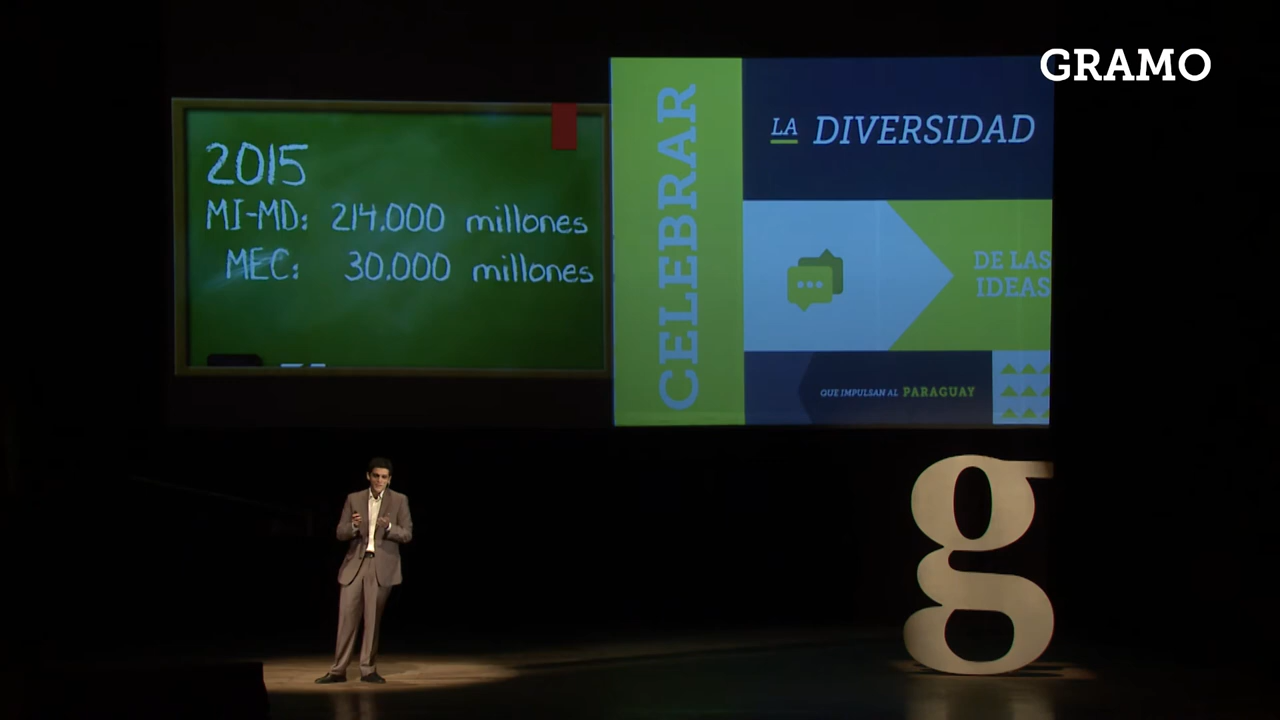 GRAMO
2015
MI-MD: 214.000 millones
MEC: 30.000 millones
CELEBRAR
LA DIVERSIDAD
DE LAS
IDEAS
QUE IMPULSAN AL PARAGUAY
g